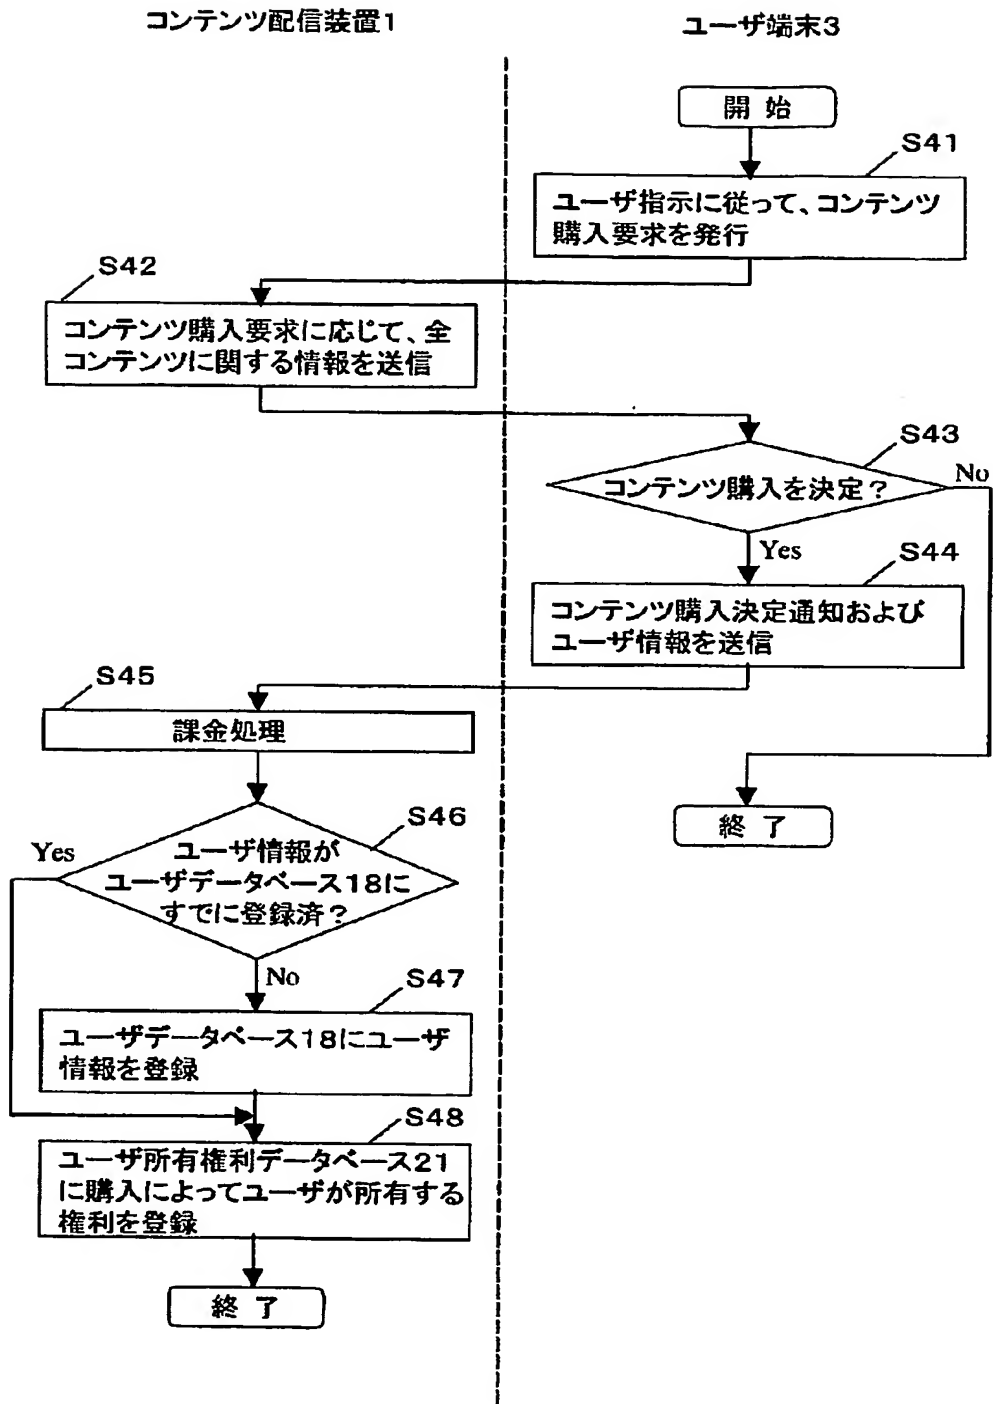 コンテンツ配信装置1
ユーザ端末3
開 始
S41
ユーザ指示に従って、コンテンツ
購入要求を発行
S42
コンテンツ購入要求に応じて、全
コンテンツに関する情報を送信
S43
コンテンツ購入を決定?
No
Yes
S44
コンテンツ購入決定通知および
ユーザ情報を送信
S45
課金処理
終 了
S46
ユーザ情報が
ユーザデータベース18に
すでに登録済?
Yes
No
S47
ユーザデータベース18にユーザ
情報を登録
S48
ユーザ所有権利データベース21
に購入によってユーザが所有する
権利を登録
終 了